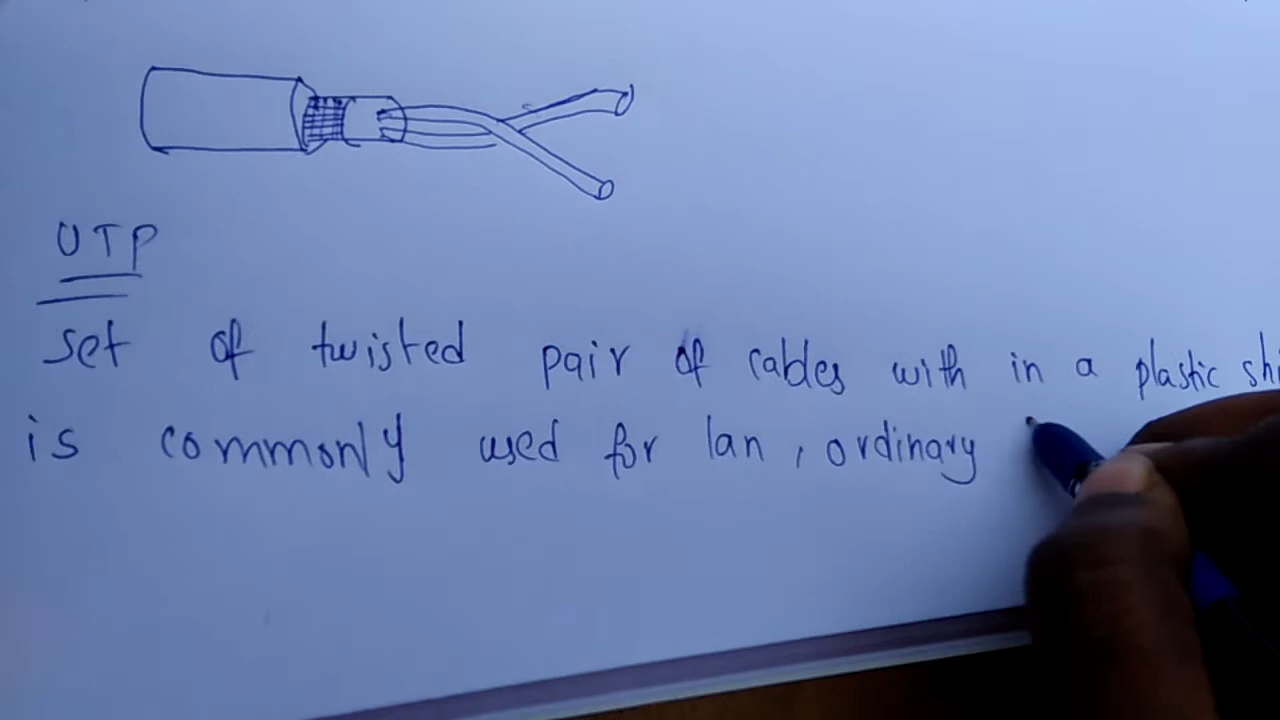 UTP
set of twisted pair of cables with in a plastic
is commonly used for lan, ordinary